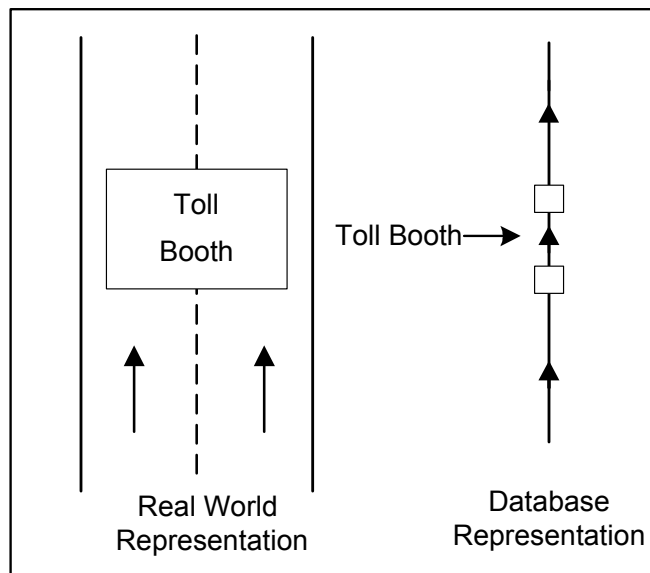 Toll
Booth
Toll Booth
Real World
Representation
Database
Representation